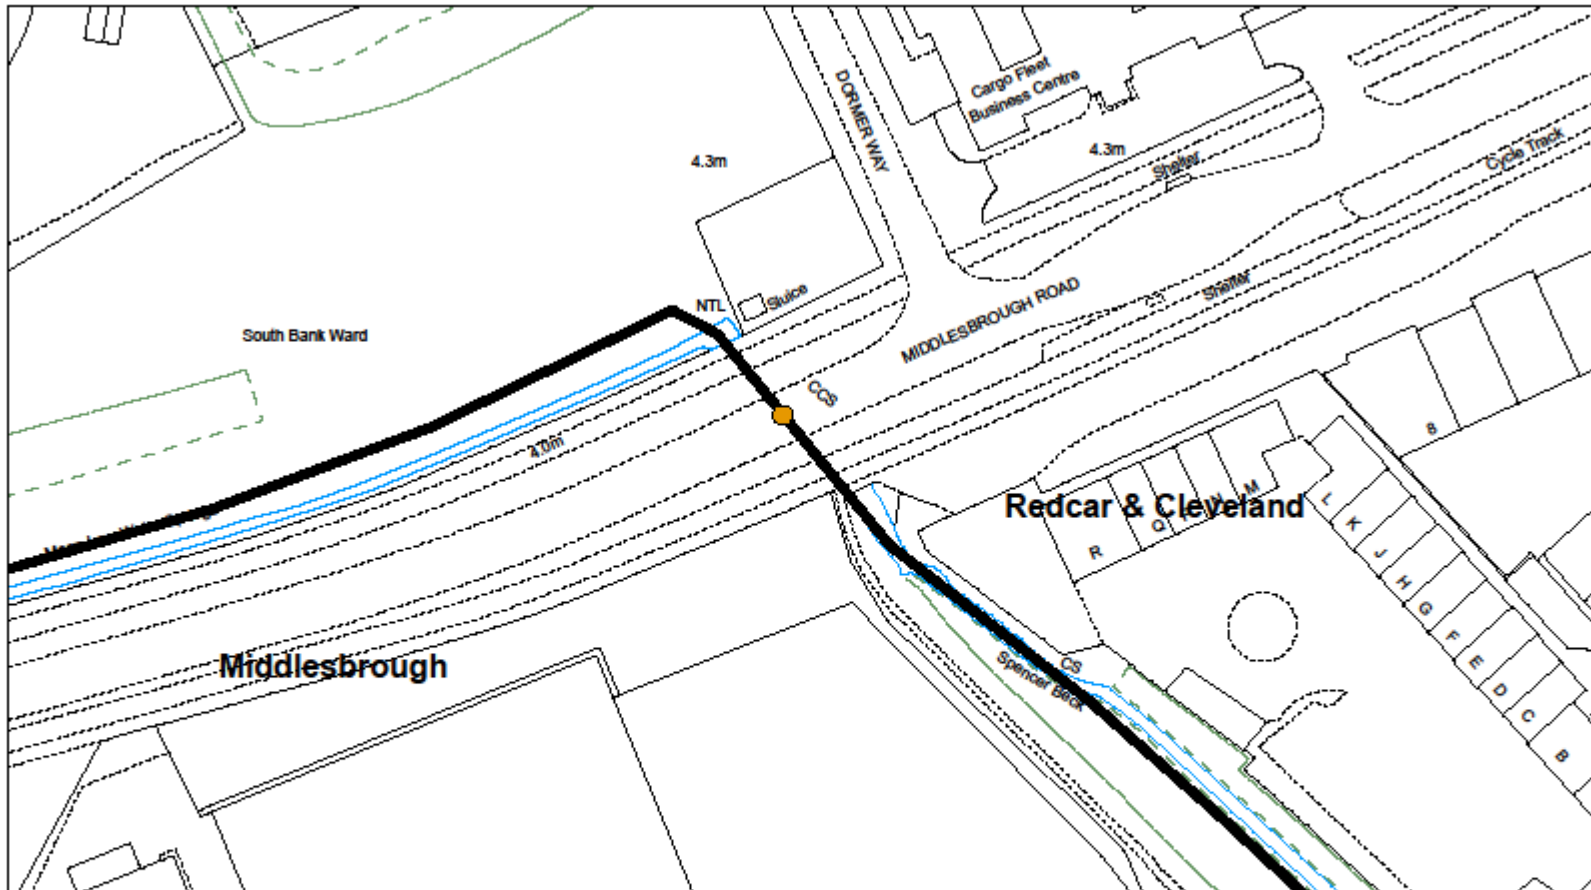 DORMER WAY
Cargo Fleet
Business Centre
4.3m
4.3m
Shelter
Cycle Track
NTL
Sluice
Shelter
MIDDLESBROUGH ROAD
South Bank Ward
CCS
4.0m
8
Redcar & Cleveland
R
Q
M
L
K
J
H
G
F
E
D
C
B
Middlesbrough
CS
Spencer Beck